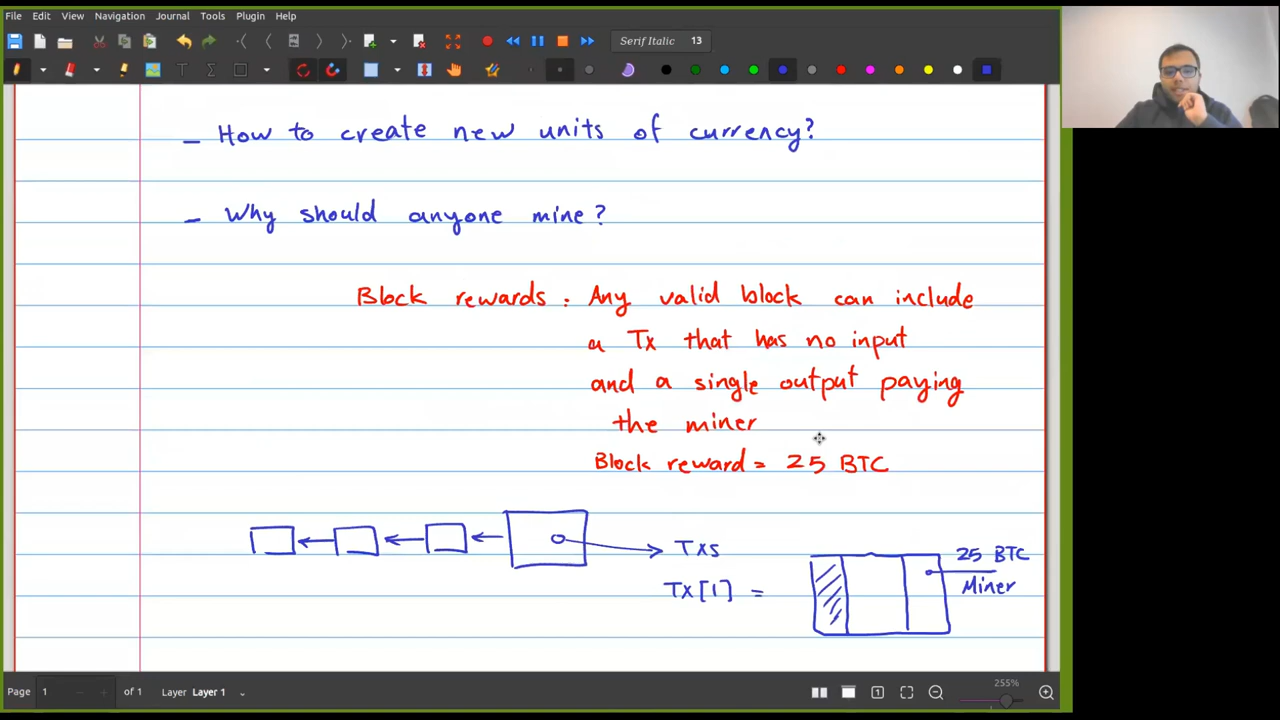 File Edit View Navigation Journal Tools Plugin Help
Serif Italic 13
- How to create new units of currency?
- Why should anyone mine?
Block rewards : Any valid block can include
a Tx that has no input
and a single output paying
the miner
Block reward = 25 BTC
TXs
TX[1] =
25 BTC
Miner
Page 1 of 1 Layer Layer 1
255%